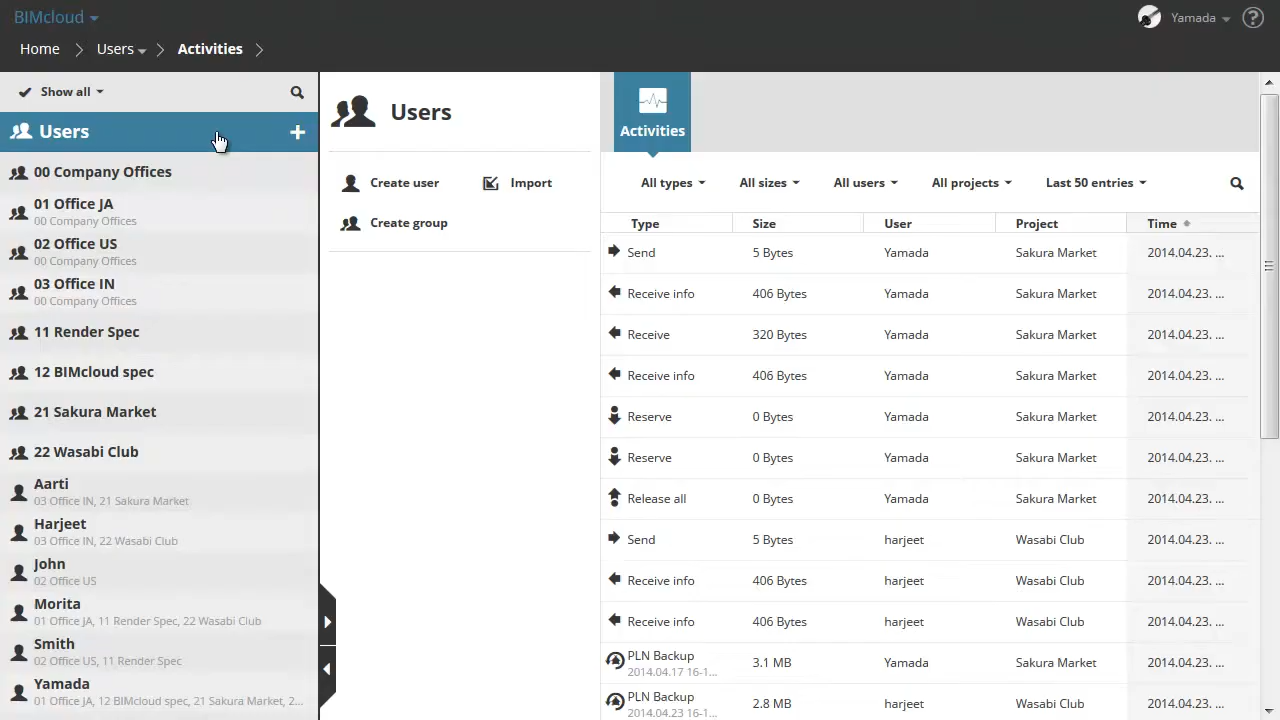 BIMcloud
Yamada
Home
Users
Activities
Show all
Users
00 Company Offices
01 Office JA
00 Company Offices
02 Office US
00 Company Offices
03 Office IN
00 Company Offices
11 Render Spec
12 BIMcloud spec
21 Sakura Market
22 Wasabi Club
Aarti
03 Office IN, 21 Sakura Market
Harjeet
03 Office IN, 22 Wasabi Club
John
02 Office US
Morita
01 Office JA, 11 Render Spec, 22 Wasabi Club
Smith
02 Office US, 11 Render Spec
Yamada
01 Office JA, 12 BIMcloud spec, 21 Sakura Market, 2...
Users
Create user
Import
Create group
Activities
All types
All sizes
All users
All projects
Last 50 entries
Type Size User Project Time
Send 5 Bytes Yamada Sakura Market 2014.04.23. ...
Receive info 406 Bytes Yamada Sakura Market 2014.04.23. ...
Receive 320 Bytes Yamada Sakura Market 2014.04.23. ...
Receive info 406 Bytes Yamada Sakura Market 2014.04.23. ...
Reserve 0 Bytes Yamada Sakura Market 2014.04.23. ...
Reserve 0 Bytes Yamada Sakura Market 2014.04.23. ...
Release all 0 Bytes Yamada Sakura Market 2014.04.23. ...
Send 5 Bytes harjeet Wasabi Club 2014.04.23. ...
Receive info 406 Bytes harjeet Wasabi Club 2014.04.23. ...
Receive info 406 Bytes harjeet Wasabi Club 2014.04.23. ...
PLN Backup 3.1 MB Yamada Sakura Market 2014.04.23. ...
2014.04.17 16-1...
PLN Backup 2.8 MB harjeet Wasabi Club 2014.04.23. ...
2014.04.23 16-1...